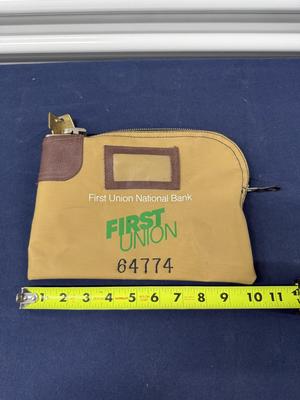 First Union National Bank
FIRST
UNION
64774
1 2 3 4 5 6 7 8 9 10 11